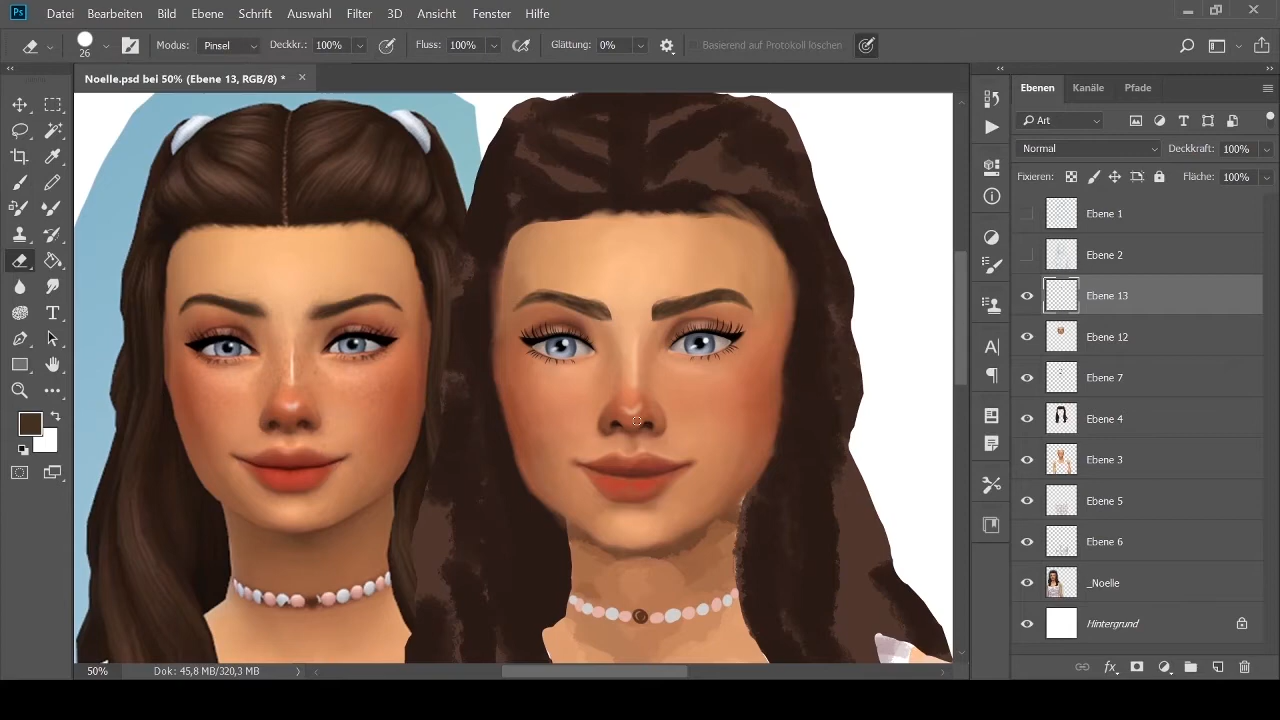 Ps Datei Bearbeiten Bild Ebene Schrift Auswahl Filter 3D Ansicht Fenster Hilfe
26 Modus: Pinsel Deckkr.: 100% Fluss: 100% Glättung: 0% Basierend auf Protokoll löschen
Noelle.psd bei 50% (Ebene 13, RGB/8) *
Ebenen Kanäle Pfade
Art
Normal Deckkraft: 100%
Fixieren: Fläche: 100%
Ebene 1
Ebene 2
Ebene 13
Ebene 12
Ebene 7
Ebene 4
Ebene 3
Ebene 5
Ebene 6
_Noelle
Hintergrund
50% Dok: 45,8 MB/320,3 MB